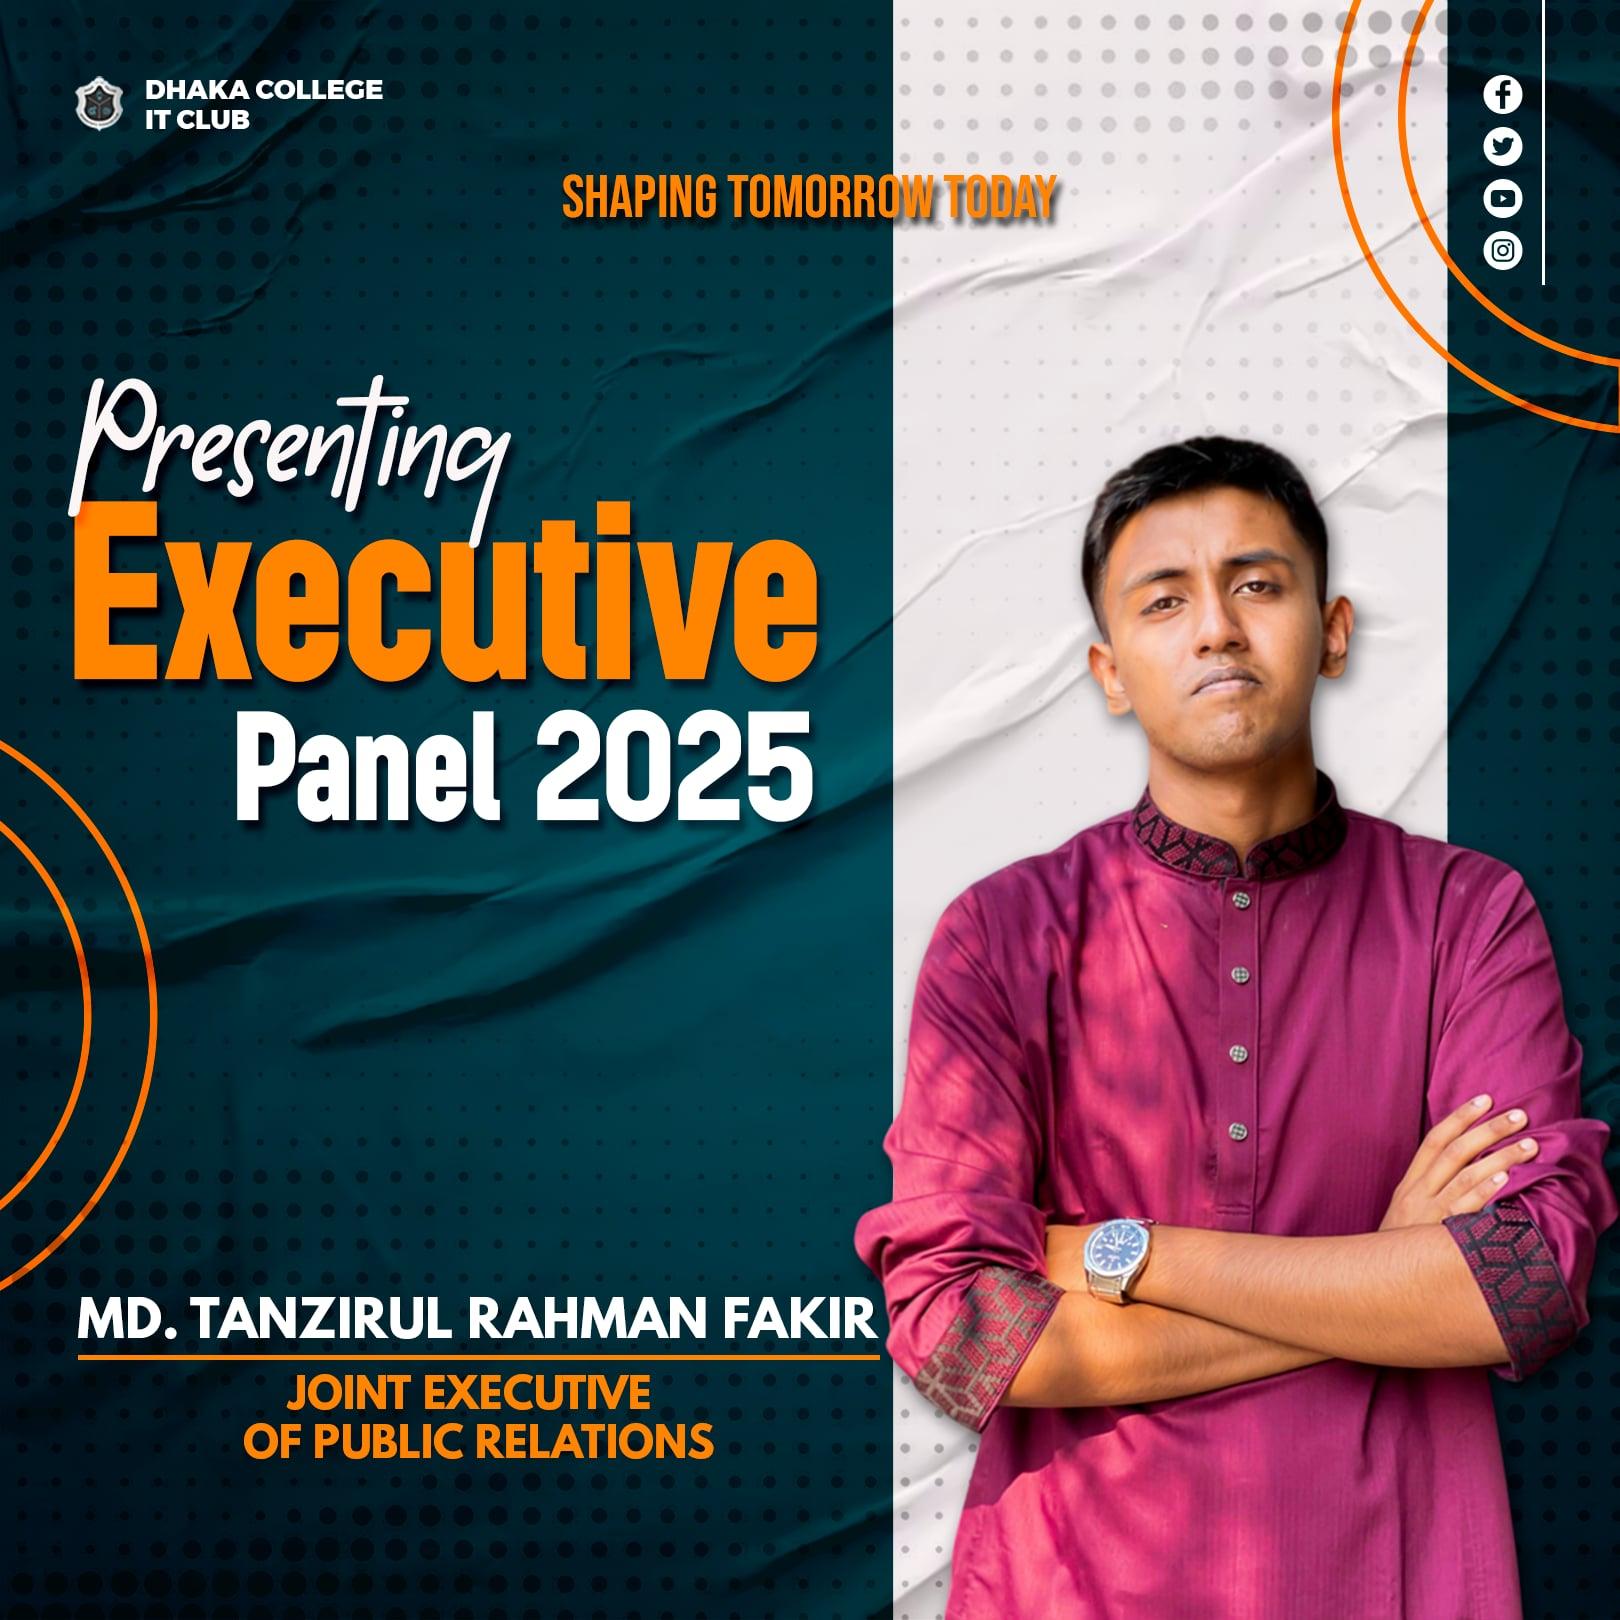 DHAKA COLLEGE
IT CLUB
SHAPING TOMORROW TODAY
Presenting
Executive
Panel 2025
MD. TANZIRUL RAHMAN FAKIR
JOINT EXECUTIVE
OF PUBLIC RELATIONS